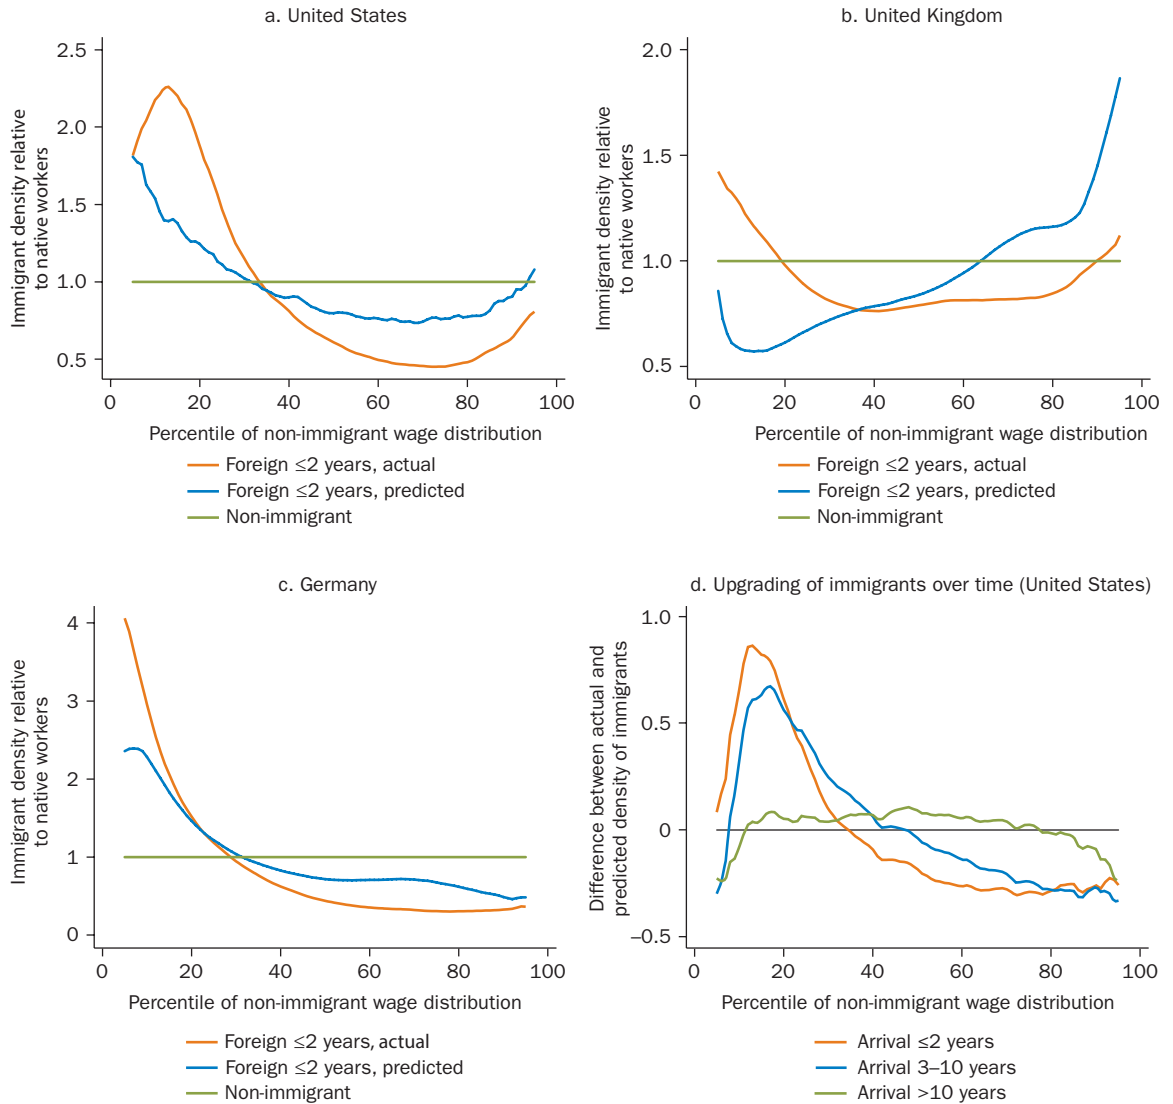 a. United States
Immigrant density relative
to native workers
2.5
2.0
1.5
1.0
0.5
0 20 40 60 80 100
Percentile of non-immigrant wage distribution
Foreign ≤2 years, actual
Foreign ≤2 years, predicted
Non-immigrant
b. United Kingdom
Immigrant density relative
to native workers
2.0
1.5
1.0
0.5
0 20 40 60 80 100
Percentile of non-immigrant wage distribution
Foreign ≤2 years, actual
Foreign ≤2 years, predicted
Non-immigrant
c. Germany
Immigrant density relative
to native workers
4
3
2
1
0
0 20 40 60 80 100
Percentile of non-immigrant wage distribution
Foreign ≤2 years, actual
Foreign ≤2 years, predicted
Non-immigrant
d. Upgrading of immigrants over time (United States)
Difference between actual and
predicted density of immigrants
1.0
0.5
0
–0.5
0 20 40 60 80 100
Percentile of non-immigrant wage distribution
Arrival ≤2 years
Arrival 3–10 years
Arrival >10 years